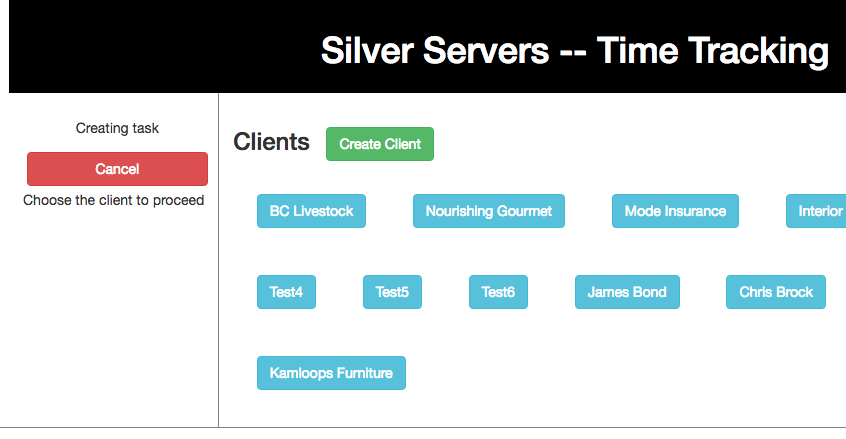 Silver Servers -- Time Tracking
Creating task
Cancel
Choose the client to proceed
Clients Create Client
BC Livestock Nourishing Gourmet Mode Insurance Interior
Test4 Test5 Test6 James Bond Chris Brock
Kamloops Furniture